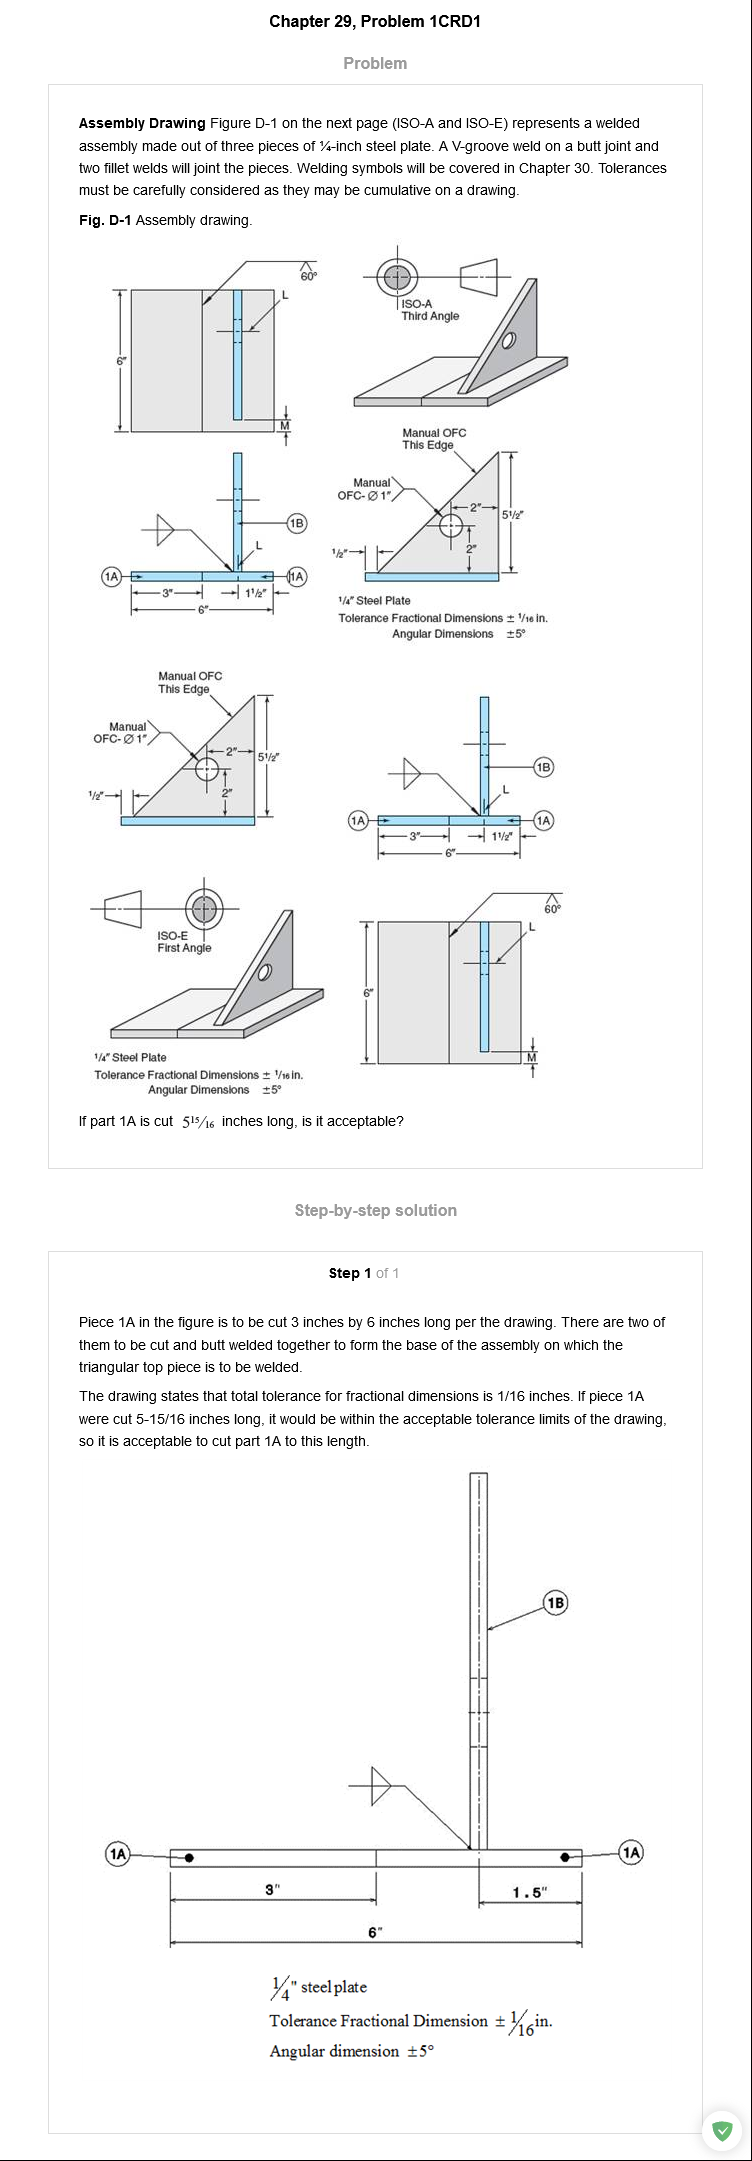 Chapter 29, Problem 1CRD1
Problem
Assembly Drawing Figure D-1 on the next page (ISO-A and ISO-E) represents a welded
assembly made out of three pieces of ¼-inch steel plate. A V-groove weld on a butt joint and
two fillet welds will joint the pieces. Welding symbols will be covered in Chapter 30. Tolerances
must be carefully considered as they may be cumulative on a drawing.
Fig. D-1 Assembly drawing.
60°
L
6"
M
ISO-A
Third Angle
1B
L
1A
1A
3"
1 1/2"
6"
Manual OFC
This Edge
Manual
OFC-Ø 1"
2"
5 1/2"
1/2"
2"
1/4" Steel Plate
Tolerance Fractional Dimensions ± 1/16 in.
Angular Dimensions ±5°
Manual OFC
This Edge
Manual
OFC-Ø 1"
2"
5 1/2"
1/2"
2"
1B
L
1A
1A
3"
1 1/2"
6"
ISO-E
First Angle
60°
L
6"
M
1/4" Steel Plate
Tolerance Fractional Dimensions ± 1/16 in.
Angular Dimensions ±5°
If part 1A is cut 5 15/16 inches long, is it acceptable?
Step-by-step solution
Step 1 of 1
Piece 1A in the figure is to be cut 3 inches by 6 inches long per the drawing. There are two of
them to be cut and butt welded together to form the base of the assembly on which the
triangular top piece is to be welded.
The drawing states that total tolerance for fractional dimensions is 1/16 inches. If piece 1A
were cut 5-15/16 inches long, it would be within the acceptable tolerance limits of the drawing,
so it is acceptable to cut part 1A to this length.
1B
1A
1A
3"
1.5"
6"
1/4" steel plate
Tolerance Fractional Dimension ± 1/16 in.
Angular dimension ±5°